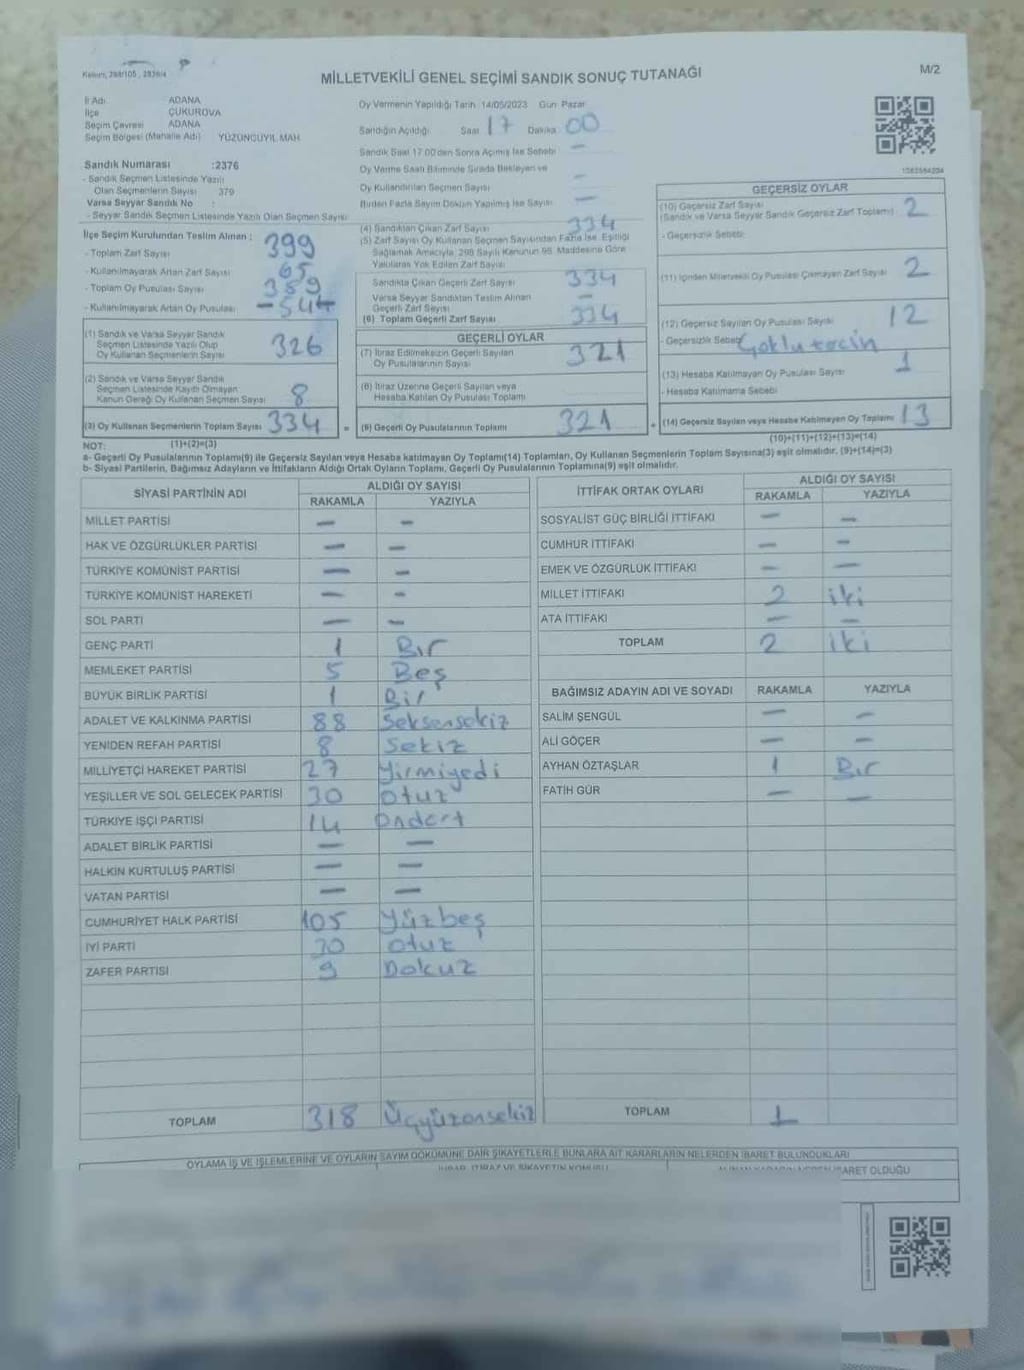 Kanun; 298/105 , 2839/4
MİLLETVEKİLİ GENEL SEÇİMİ SANDIK SONUÇ TUTANAĞI
M/2
İl Adı ADANA
İlçe ÇUKUROVA
Seçim Çevresi ADANA
Seçim Bölgesi (Mahalle Adı) YÜZÜNCÜYIL MAH.
Oy Vermenin Yapıldığı Tarih 14/05/2023 Gün Pazar
Sandığın Açıldığı Saat 17 Dakika 00
Sandık Saat 17.00'den Sonra Açılmış İse Sebebi —
Oy Verme Saati Bitiminde Sırada Bekleyen ve
Oy Kullandırılan Seçmen Sayısı —
Birden Fazla Sayım Döküm Yapılmış İse Sayısı —
Sandık Numarası :2376
- Sandık Seçmen Listesinde Yazılı
Olan Seçmenlerin Sayısı 379
Varsa Seyyar Sandık No :
- Seyyar Sandık Seçmen Listesinde Yazılı Olan Seçmen Sayısı
İlçe Seçim Kurulundan Teslim Alınan :
- Toplam Zarf Sayısı 399
- Kullanılmayarak Artan Zarf Sayısı 65
- Toplam Oy Pusulası Sayısı 389
- Kullanılmayarak Artan Oy Pusulası
(1) Sandık ve Varsa Seyyar Sandık
Seçmen Listesinde Yazılı Olup
Oy Kullanan Seçmenlerin Sayısı 326
(2) Sandık ve Varsa Seyyar Sandık
Seçmen Listesinde Kayıtlı Olmayan
Kanun Gereği Oy Kullanan Seçmen Sayısı 8
(3) Oy Kullanan Seçmenlerin Toplam Sayısı 334 =
(4) Sandıktan Çıkan Zarf Sayısı 334
(5) Zarf Sayısı Oy Kullanan Seçmen Sayısından Fazla İse, Eşitliği
Sağlamak Amacıyla, 298 Sayılı Kanunun 98. Maddesine Göre
Yakılarak Yok Edilen Zarf Sayısı
Sandıkta Çıkan Geçerli Zarf Sayısı 334
Varsa Seyyar Sandıktan Teslim Alınan
Geçerli Zarf Sayısı —
(6) Toplam Geçerli Zarf Sayısı 334
GEÇERLİ OYLAR
(7) İtiraz Edilmeksizin Geçerli Sayılan
Oy Pusulalarının Sayısı 321
(8) İtiraz Üzerine Geçerli Sayılan veya
Hesaba Katılan Oy Pusulası Toplamı
(9) Geçerli Oy Pusulalarının Toplamı 321 +
GEÇERSİZ OYLAR
(10) Geçersiz Zarf Sayısı 2
(Sandık ve Varsa Seyyar Sandık Geçersiz Zarf Toplamı)
- Geçersizlik Sebebi:
(11) İçinden Milletvekili Oy Pusulası Çıkmayan Zarf Sayısı 2
(12) Geçersiz Sayılan Oy Pusulası Sayısı 12
- Geçersizlik Sebebi Çoklu tercih
(13) Hesaba Katılmayan Oy Pusulası Sayısı 1
- Hesaba Katılmama Sebebi
(14) Geçersiz Sayılan veya Hesaba Katılmayan Oy Toplamı 13
NOT: (1)+(2)=(3)
(10)+(11)+(12)+(13)=(14)
a- Geçerli Oy Pusulalarının Toplamı(9) ile Geçersiz Sayılan veya Hesaba katılmayan Oy Toplamı(14) Toplamları, Oy Kullanan Seçmenlerin Toplam Sayısına(3) eşit olmalıdır. (9)+(14)=(3)
b- Siyasi Partilerin, Bağımsız Adayların ve İttifakların Aldığı Ortak Oyların Toplamı, Geçerli Oy Pusulalarının Toplamına(9) eşit olmalıdır.
SİYASİ PARTİNİN ADI ALDIĞI OY SAYISI
RAKAMLA YAZIYLA
MİLLET PARTİSİ — —
HAK VE ÖZGÜRLÜKLER PARTİSİ — —
TÜRKİYE KOMÜNİST PARTİSİ — —
TÜRKİYE KOMÜNİST HAREKETİ — -
SOL PARTİ — —
GENÇ PARTİ 1 Bir
MEMLEKET PARTİSİ 5 Beş
BÜYÜK BİRLİK PARTİSİ 1 Bir
ADALET VE KALKINMA PARTİSİ 88 Seksensekiz
YENİDEN REFAH PARTİSİ 8 Sekiz
MİLLİYETÇİ HAREKET PARTİSİ 27 Yirmiyedi
YEŞİLLER VE SOL GELECEK PARTİSİ 30 Otuz
TÜRKİYE İŞÇİ PARTİSİ 14 Ondört
ADALET BİRLİK PARTİSİ — —
HALKIN KURTULUŞ PARTİSİ — —
VATAN PARTİSİ — —
CUMHURİYET HALK PARTİSİ 105 Yüzbeş
İYİ PARTİ 30 Otuz
ZAFER PARTİSİ 9 Dokuz
TOPLAM 318 Üçyüzonsekiz
İTTİFAK ORTAK OYLARI ALDIĞI OY SAYISI
RAKAMLA YAZIYLA
SOSYALİST GÜÇ BİRLİĞİ İTTİFAKI — —
CUMHUR İTTİFAKI — —
EMEK VE ÖZGÜRLÜK İTTİFAKI — —
MİLLET İTTİFAKI 2 iki
ATA İTTİFAKI — —
TOPLAM 2 iki
BAĞIMSIZ ADAYIN ADI VE SOYADI RAKAMLA YAZIYLA
SALİM ŞENGÜL — —
ALİ GÖÇER — —
AYHAN ÖZTAŞLAR 1 Bir
FATİH GÜR — —
TOPLAM 1
OYLAMA İŞ VE İŞLEMLERİNE VE OYLARIN SAYIM DÖKÜMÜNE DAİR ŞİKAYETLERLE BUNLARA AİT KARARLARIN NELERDEN İBARET BULUNDUKLARI